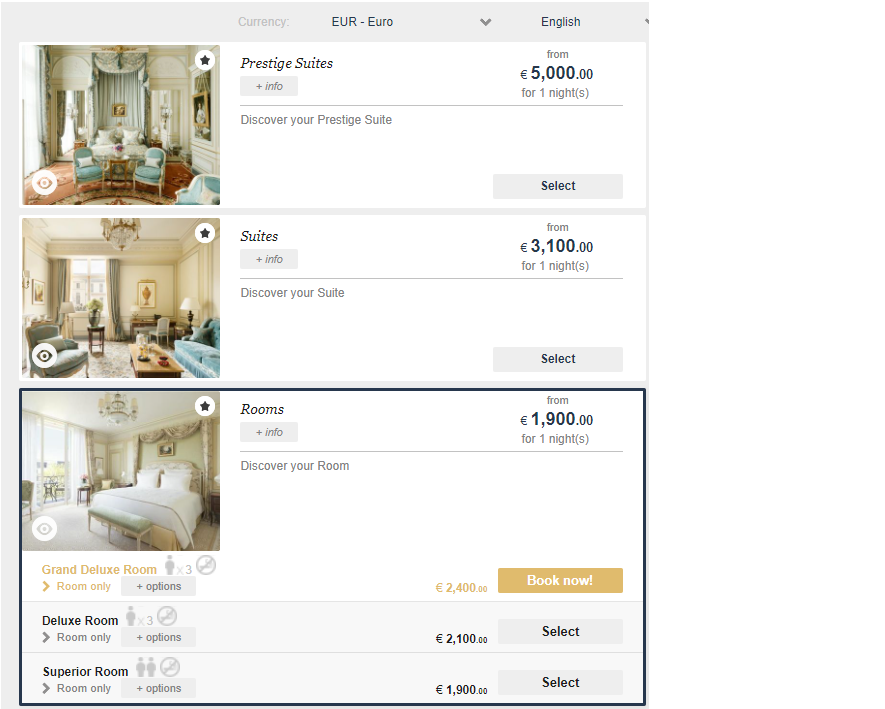 Currency: EUR - Euro English
Prestige Suites
+ info
from
€ 5,000.00
for 1 night(s)
Discover your Prestige Suite
Select
Suites
+ info
from
€ 3,100.00
for 1 night(s)
Discover your Suite
Select
Rooms
+ info
from
€ 1,900.00
for 1 night(s)
Discover your Room
Grand Deluxe Room x 3
Room only + options
€ 2,400.00
Book now!
Deluxe Room x 3
Room only + options
€ 2,100.00
Select
Superior Room
Room only + options
€ 1,900.00
Select